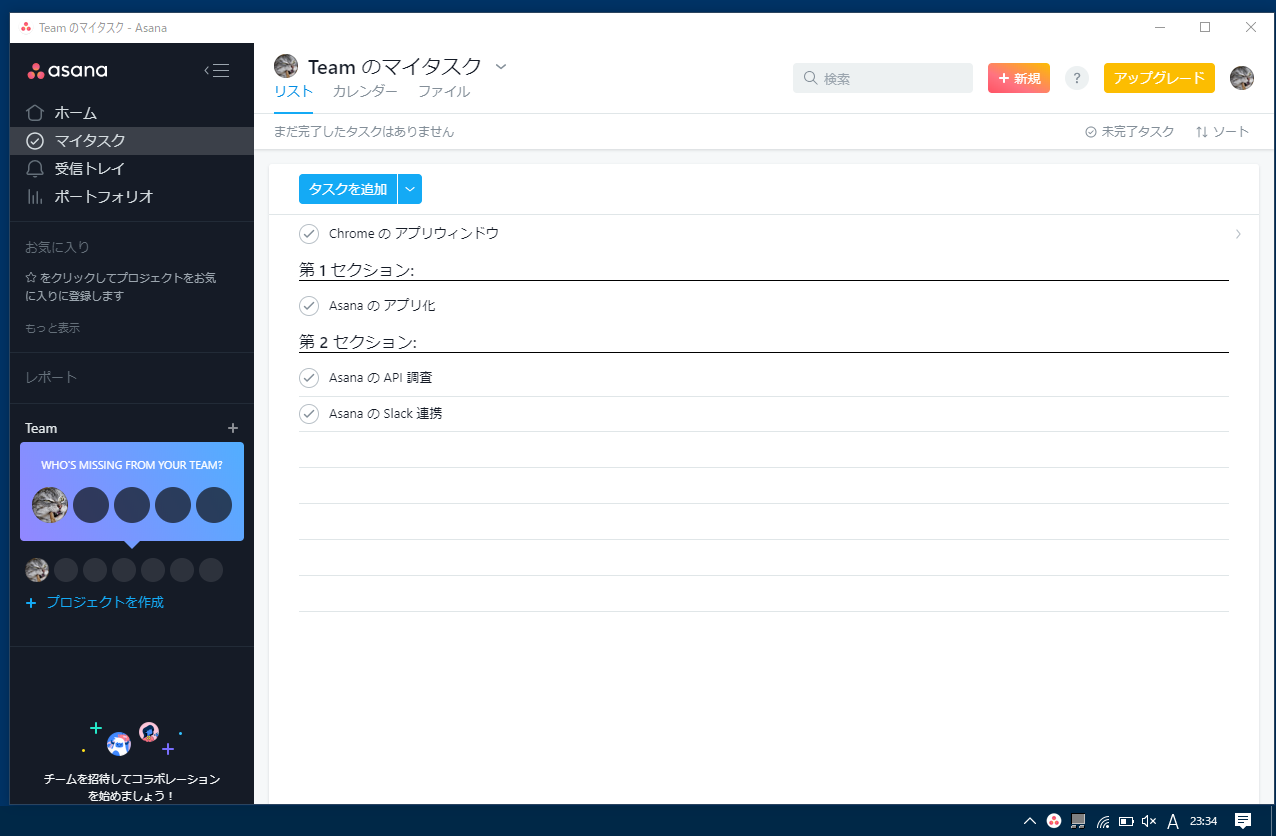 Team のマイタスク - Asana
asana
ホーム
マイタスク
受信トレイ
ポートフォリオ
お気に入り
☆ をクリックしてプロジェクトをお気
に入りに登録します
もっと表示
レポート
Team
WHO'S MISSING FROM YOUR TEAM?
プロジェクトを作成
チームを招待してコラボレーション
を始めましょう！
Team のマイタスク
リスト カレンダー ファイル
検索
新規
?
アップグレード
まだ完了したタスクはありません
未完了タスク
ソート
タスクを追加
Chrome の アプリウィンドウ
第 1 セクション:
Asana の アプリ化
第 2 セクション:
Asana の API 調査
Asana の Slack 連携
A
23:34